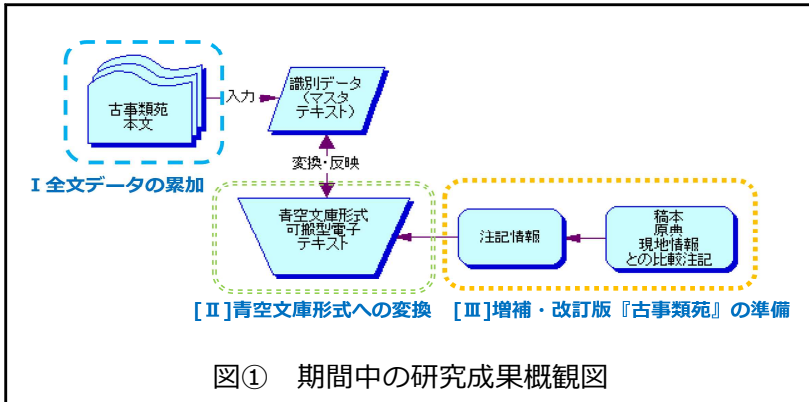 古事類苑
本文
入力
識別データ
(マスタ
テキスト)
変換・反映
Ⅰ全文データの累加
青空文庫形式
可搬型電子
テキスト
注記情報
稿本
原典
現地情報
との比較注記
[Ⅱ]青空文庫形式への変換
[Ⅲ]増補・改訂版『古事類苑』の準備
図① 期間中の研究成果概観図